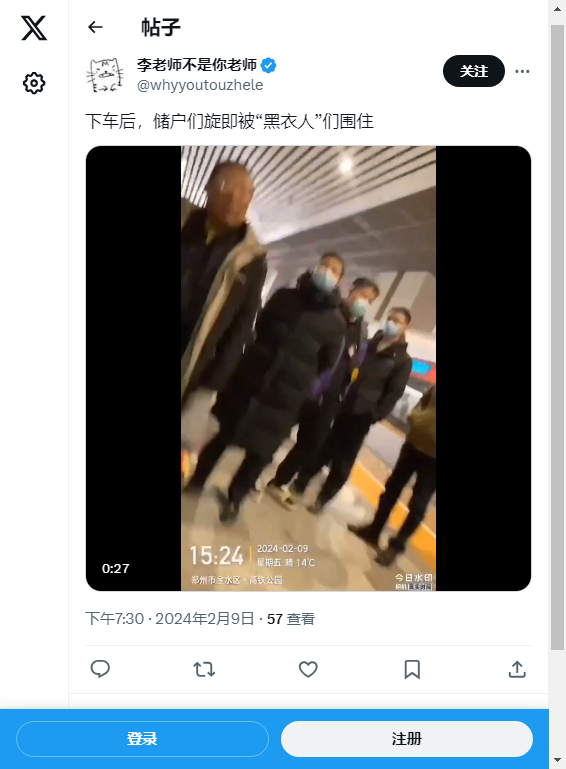 帖子
李老师不是你老师
@whyyoutouzhele
关注
下车后，储户们旋即被“黑衣人”们围住
0:27
15:24
2024-02-09
星期五 晴 14℃
郑州市金水区·高铁公园
今日水印
下午7:30 · 2024年2月9日 · 57 查看
登录
注册